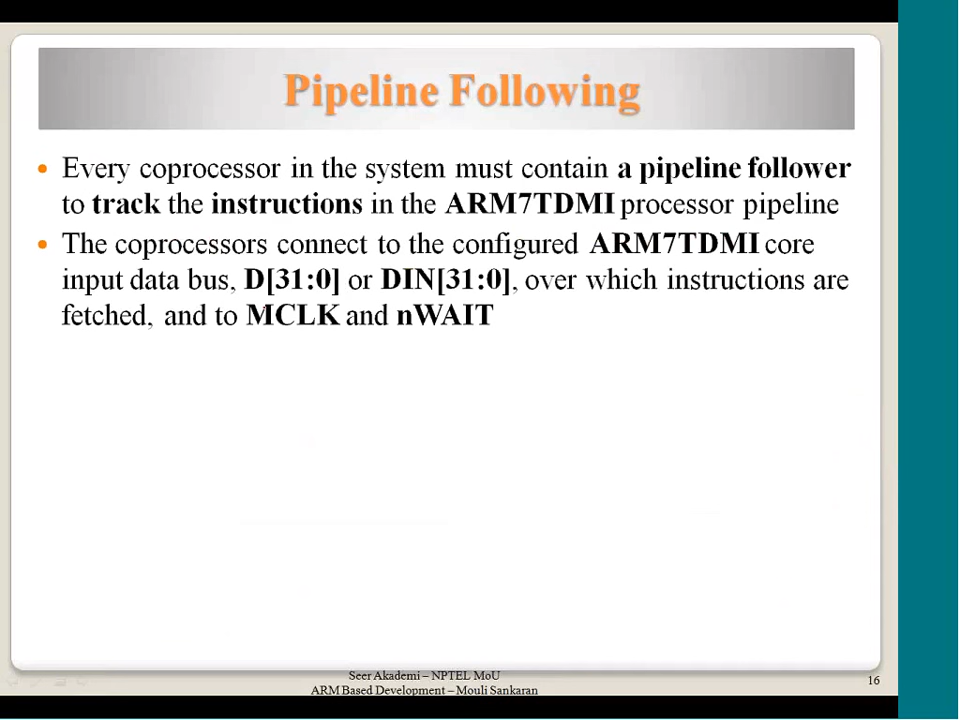 Pipeline Following
Every coprocessor in the system must contain a pipeline follower
to track the instructions in the ARM7TDMI processor pipeline
The coprocessors connect to the configured ARM7TDMI core
input data bus, D[31:0] or DIN[31:0], over which instructions are
fetched, and to MCLK and nWAIT
Seer Akademi – NPTEL MoU
ARM Based Development – Mouli Sankaran
16